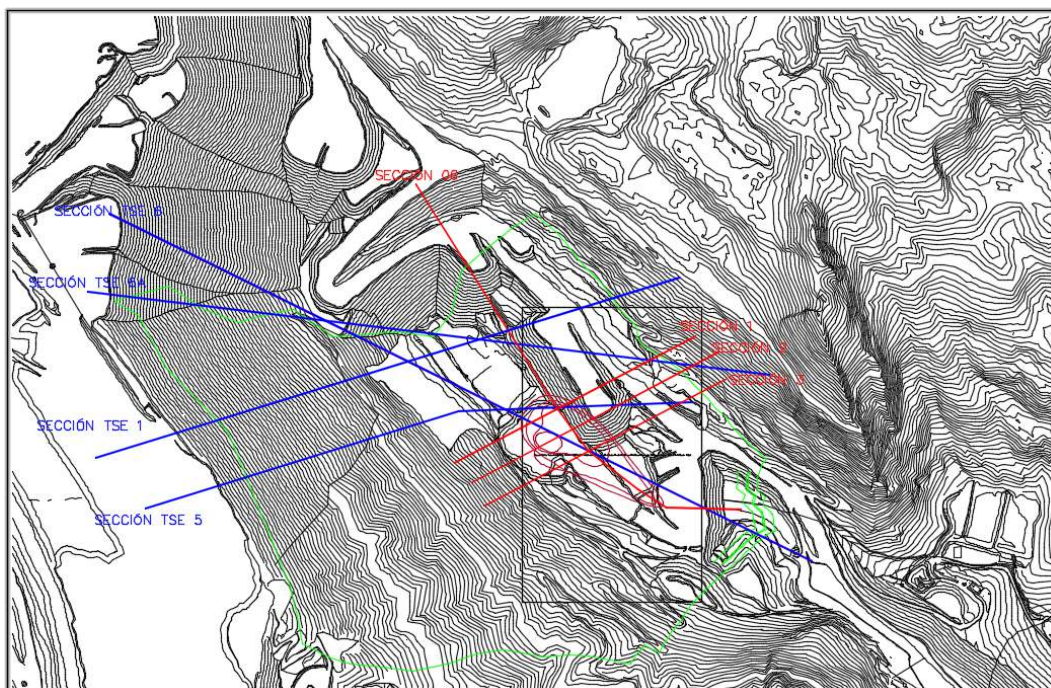 SECCIÓN 06
SECCIÓN TSE 6
SECCIÓN TSE 6A
SECCIÓN 1
SECCIÓN 2
SECCIÓN 3
SECCIÓN TSE 1
SECCIÓN TSE 5